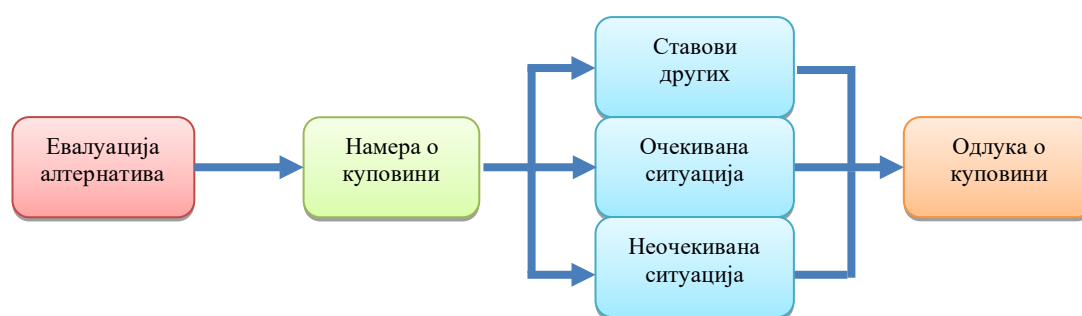 Евалуација
алтернатива
Намера о
куповини
Ставови
других
Очекивана
ситуација
Неочекивана
ситуација
Одлука о
куповини